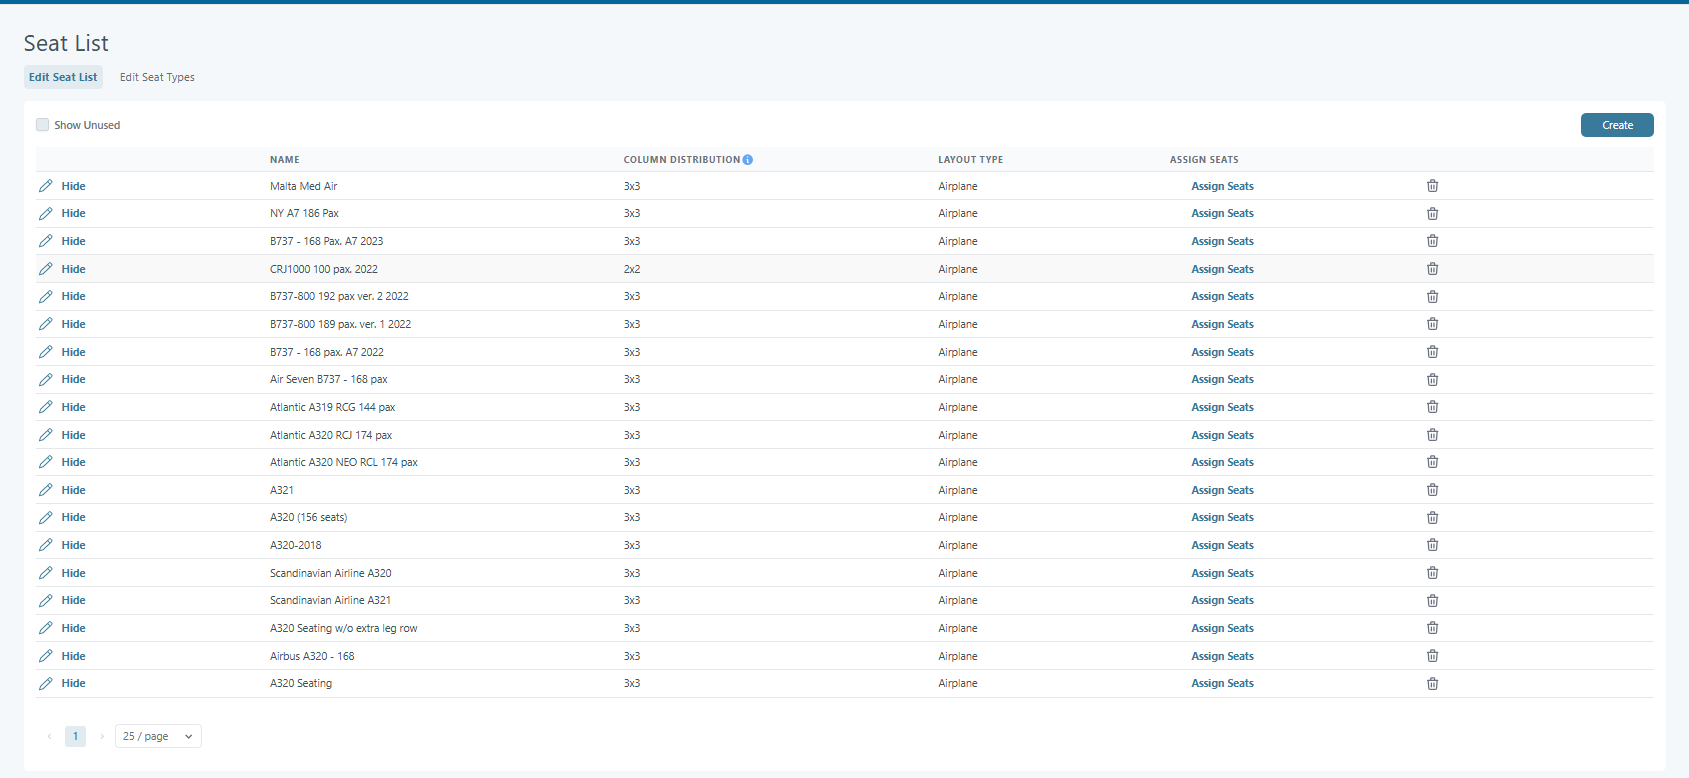 Seat List
Edit Seat List Edit Seat Types
Show Unused Create
NAME COLUMN DISTRIBUTION i LAYOUT TYPE ASSIGN SEATS
Hide Malta Med Air 3x3 Airplane Assign Seats
Hide NY A7 186 Pax 3x3 Airplane Assign Seats
Hide B737 - 168 Pax. A7 2023 3x3 Airplane Assign Seats
Hide CRJ1000 100 pax. 2022 2x2 Airplane Assign Seats
Hide B737-800 192 pax ver. 2 2022 3x3 Airplane Assign Seats
Hide B737-800 189 pax. ver. 1 2022 3x3 Airplane Assign Seats
Hide B737 - 168 pax. A7 2022 3x3 Airplane Assign Seats
Hide Air Seven B737 - 168 pax 3x3 Airplane Assign Seats
Hide Atlantic A319 RCG 144 pax 3x3 Airplane Assign Seats
Hide Atlantic A320 RCJ 174 pax 3x3 Airplane Assign Seats
Hide Atlantic A320 NEO RCL 174 pax 3x3 Airplane Assign Seats
Hide A321 3x3 Airplane Assign Seats
Hide A320 (156 seats) 3x3 Airplane Assign Seats
Hide A320-2018 3x3 Airplane Assign Seats
Hide Scandinavian Airline A320 3x3 Airplane Assign Seats
Hide Scandinavian Airline A321 3x3 Airplane Assign Seats
Hide A320 Seating w/o extra leg row 3x3 Airplane Assign Seats
Hide Airbus A320 - 168 3x3 Airplane Assign Seats
Hide A320 Seating 3x3 Airplane Assign Seats
1 25 / page